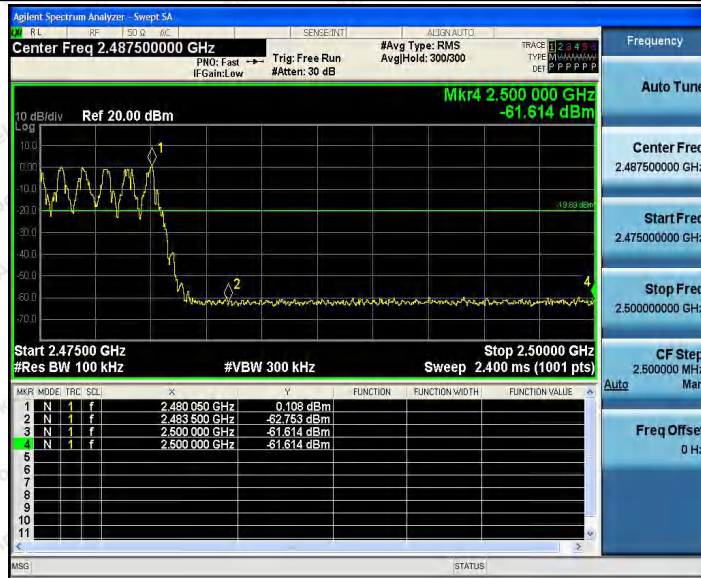 Agilent Spectrum Analyzer - Swept SA
RL RF 50 Ω AC SENSE:INT ALIGN AUTO
Center Freq 2.487500000 GHz
PNO: Fast
IFGain:Low
Trig: Free Run
#Atten: 30 dB
#Avg Type: RMS
Avg|Hold: 300/300
TRACE 1 2 3 4 5 6
TYPE M
DET P P P P P P
Mkr4 2.500 000 GHz
-61.614 dBm
10 dB/div
Log
Ref 20.00 dBm
10.0
0.00
-10.0
-20.0
-30.0
-40.0
-50.0
-60.0
-70.0
1
2
4
-19.89 dBm
Start 2.47500 GHz
Stop 2.50000 GHz
#Res BW 100 kHz
#VBW 300 kHz
Sweep 2.400 ms (1001 pts)
MKR MODE TRC SCL X Y FUNCTION FUNCTION WIDTH FUNCTION VALUE
1 N 1 f 2.480 050 GHz 0.108 dBm
2 N 1 f 2.483 500 GHz -62.753 dBm
3 N 1 f 2.500 000 GHz -61.614 dBm
4 N 1 f 2.500 000 GHz -61.614 dBm
5
6
7
8
9
10
11
MSG
STATUS
Frequency
Auto Tune
Center Freq
2.487500000 GHz
Start Freq
2.475000000 GHz
Stop Freq
2.500000000 GHz
CF Step
2.500000 MHz
Auto Man
Freq Offset
0 Hz